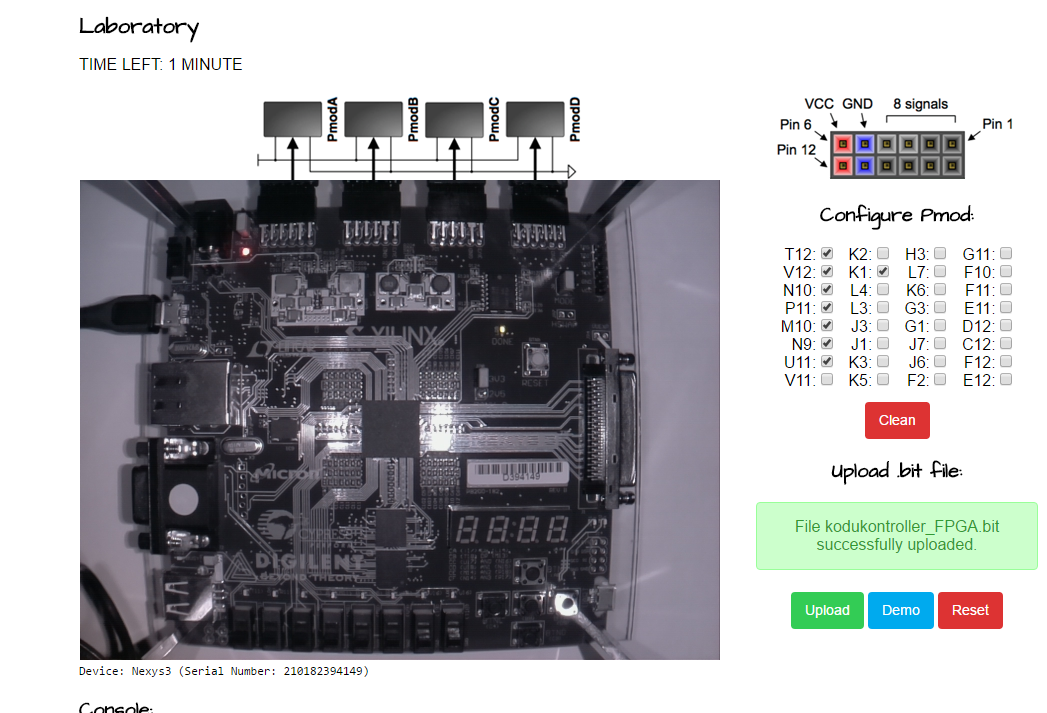 Laboratory
TIME LEFT: 1 MINUTE
PmodA
PmodB
PmodC
PmodD
VCC GND 8 signals
Pin 6 Pin 1
Pin 12
Configure Pmod:
T12: K2: H3: G11:
V12: K1: L7: F10:
N10: L4: K6: F11:
P11: L3: G3: E11:
M10: J3: G1: D12:
N9: J1: J7: C12:
U11: K3: J6: F12:
V11: K5: F2: E12:
Clean
Upload .bit file:
File kodukontroller_FPGA.bit
successfully uploaded.
Upload Demo Reset
XILINX
MODE
DONE
RESET
3V3
Micron
D394149
DIGILENT
BEYOND THEORY
Device: Nexys3 (Serial Number: 210182394149)
Console: